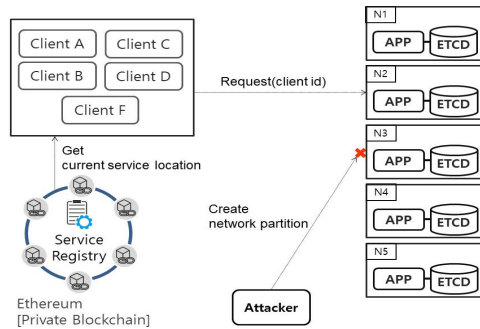 Client A
Client C
Client B
Client D
Client F
Get
current service location
Service
Registry
Ethereum
[Private Blockchain]
Request(client id)
Create
network partition
Attacker
N1
APP
ETCD
N2
APP
ETCD
N3
APP
ETCD
N4
APP
ETCD
N5
APP
ETCD